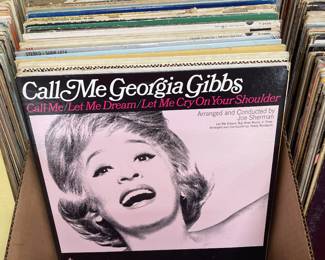 Call Me Georgia Gibbs
Call Me/Let Me Dream/Let Me Cry On Your Shoulder
Arranged and Conducted by
Joe Sherman